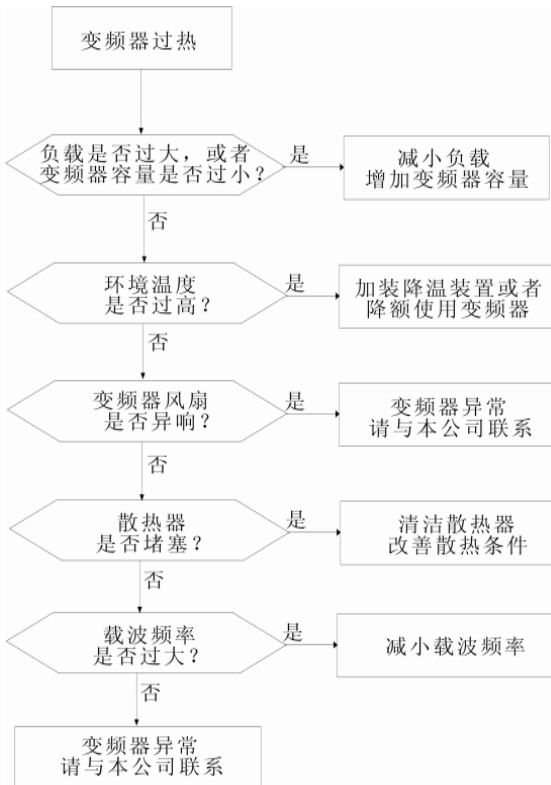 变频器过热
负载是否过大，或者
变频器容量是否过小？
是
减小负载
增加变频器容量
否
环境温度
是否过高？
是
加装降温装置或者
降额使用变频器
否
变频器风扇
是否异响？
是
变频器异常
请与本公司联系
否
散热器
是否堵塞？
是
清洁散热器
改善散热条件
否
载波频率
是否过大？
是
减小载波频率
否
变频器异常
请与本公司联系